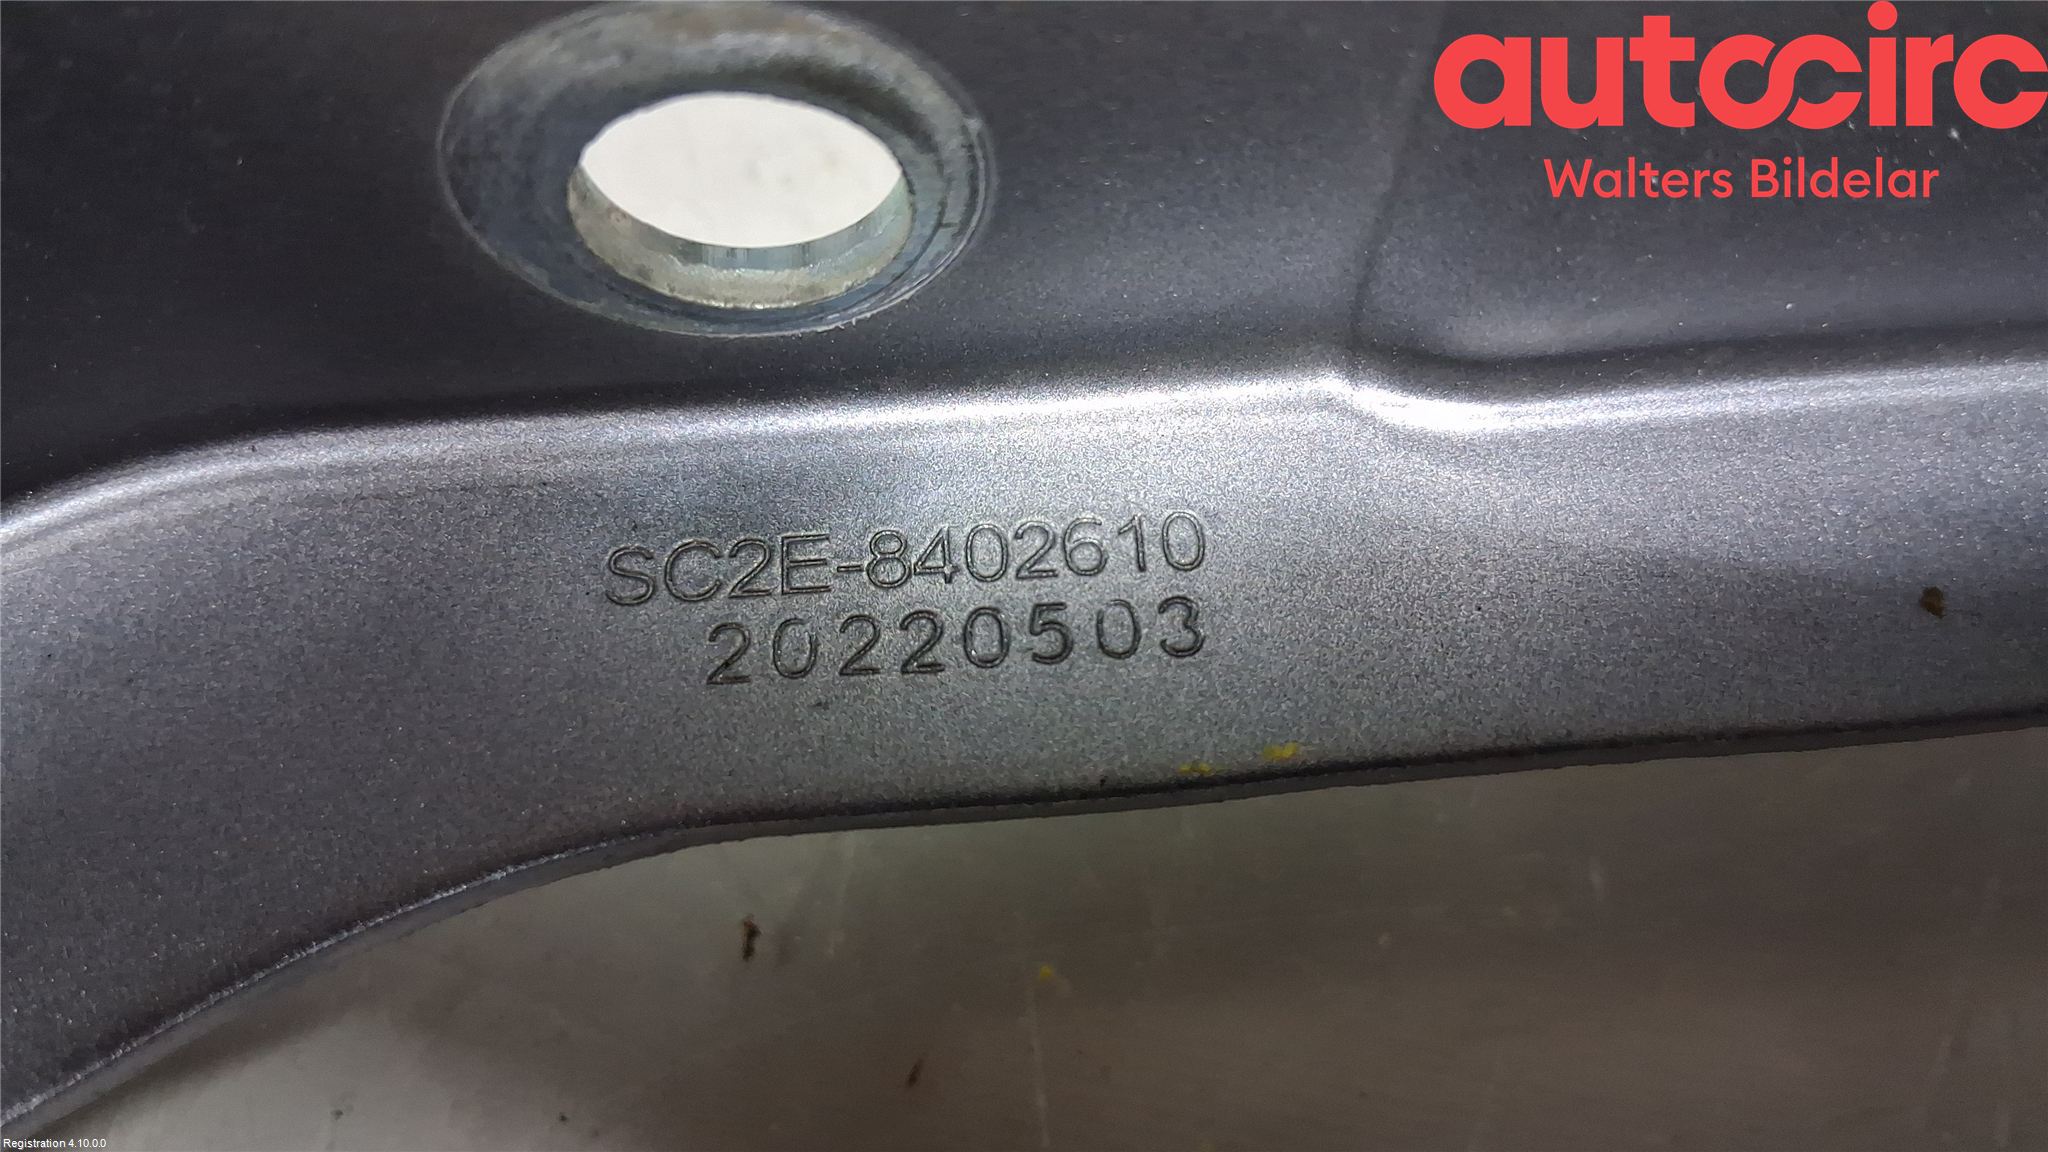 autocirc
Walters Bildelar
SC2E-8402610
20220503
Registration 4.10.0.0